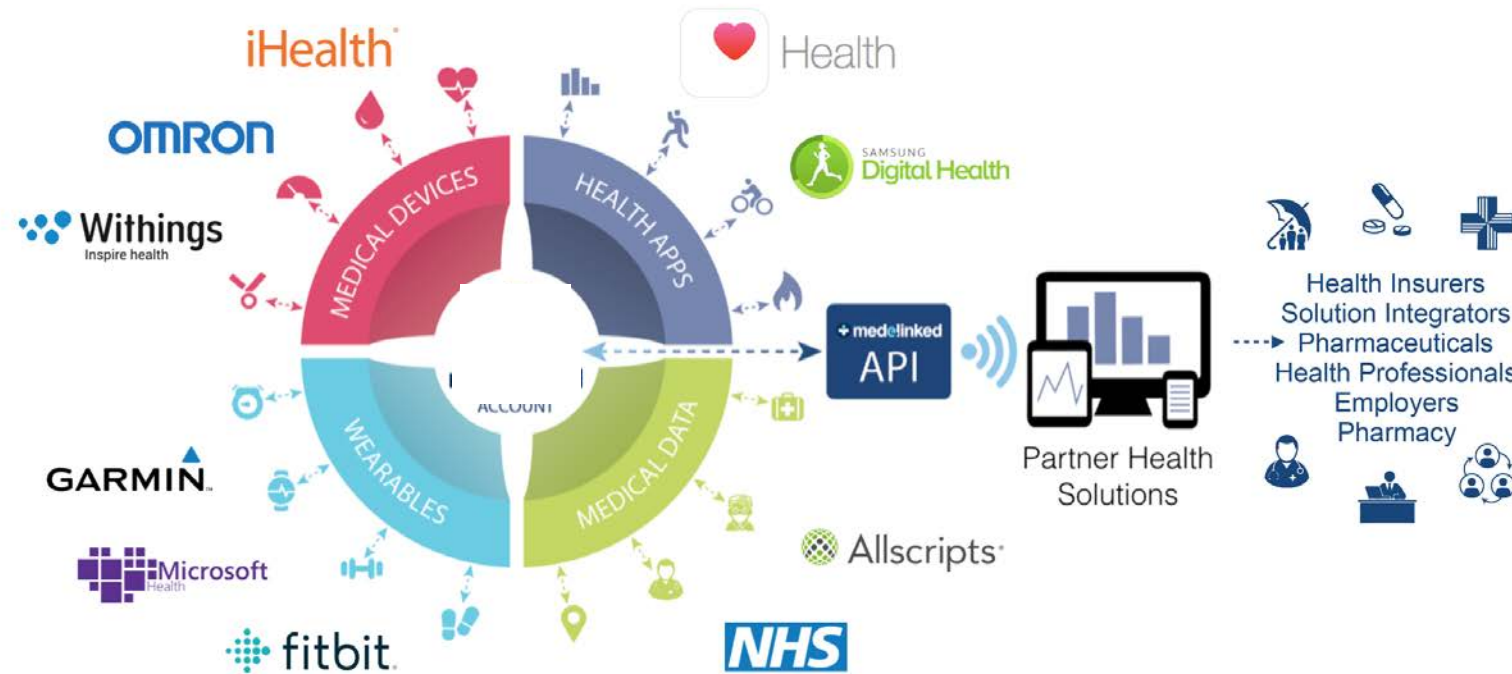 iHealth
Health
OMRON
SAMSUNG
Digital Health
Withings
Inspire health
MEDICAL DEVICES
HEALTH APPS
medelinked
API
ACCOUNT
WEARABLES
MEDICAL DATA
Health Insurers
Solution Integrators
Pharmaceuticals
Health Professionals
Employers
Pharmacy
Partner Health
Solutions
GARMIN
Microsoft
Health
Allscripts
fitbit.
NHS